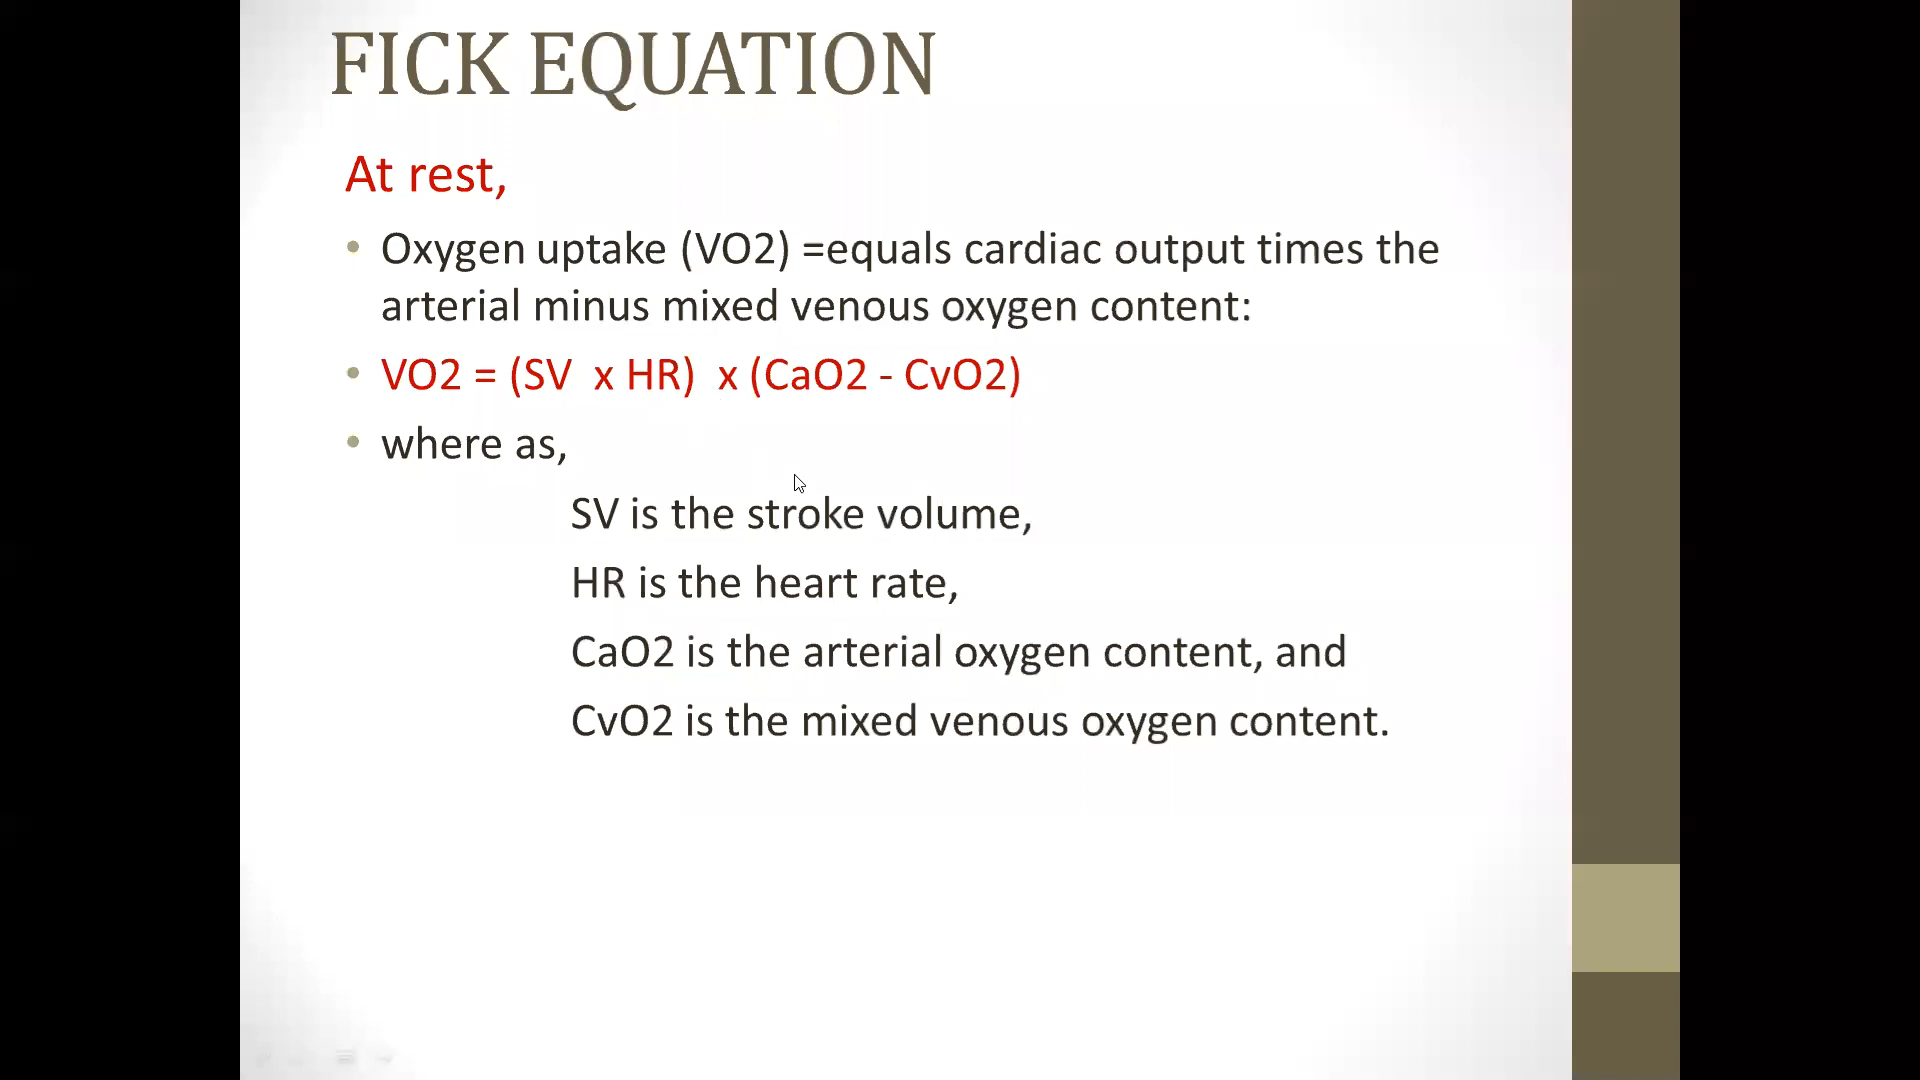 FICK EQUATION
At rest,
• Oxygen uptake (VO2) =equals cardiac output times the
arterial minus mixed venous oxygen content:
• VO2 = (SV  x HR)  x (CaO2 - CvO2)
• where as,
SV is the stroke volume,
HR is the heart rate,
CaO2 is the arterial oxygen content, and
CvO2 is the mixed venous oxygen content.